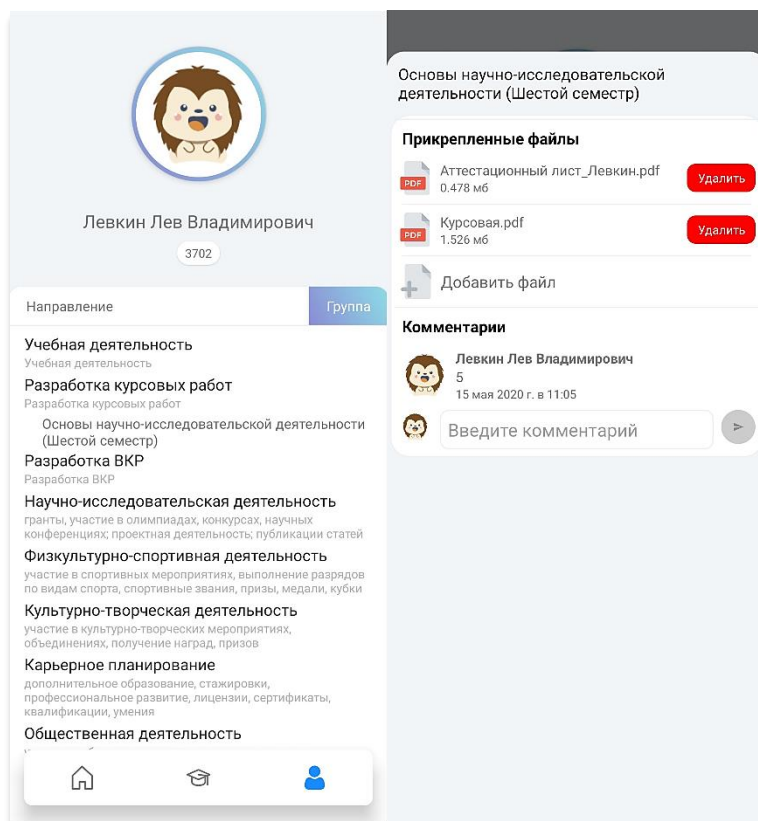 Левкин Лев Владимирович
3702
Направление
Группа
Учебная деятельность
Учебная деятельность
Разработка курсовых работ
Разработка курсовых работ
Основы научно-исследовательской деятельности
(Шестой семестр)
Разработка ВКР
Разработка ВКР
Научно-исследовательская деятельность
гранты, участие в олимпиадах, конкурсах, научных
конференциях; проектная деятельность; публикации статей
Физкультурно-спортивная деятельность
участие в спортивных мероприятиях, выполнение разрядов
по видам спорта, спортивные звания, призы, медали, кубки
Культурно-творческая деятельность
участие в культурно-творческих мероприятиях,
объединениях, получение наград, призов
Карьерное планирование
дополнительное образование, стажировки,
профессиональное развитие, лицензии, сертификаты,
квалификации, умения
Общественная деятельность
Основы научно-исследовательской
деятельности (Шестой семестр)
Прикрепленные файлы
PDF
Аттестационный лист_Левкин.pdf
0.478 мб
Удалить
PDF
Курсовая.pdf
1.526 мб
Удалить
Добавить файл
Комментарии
Левкин Лев Владимирович
5
15 мая 2020 г. в 11:05
Введите комментарий